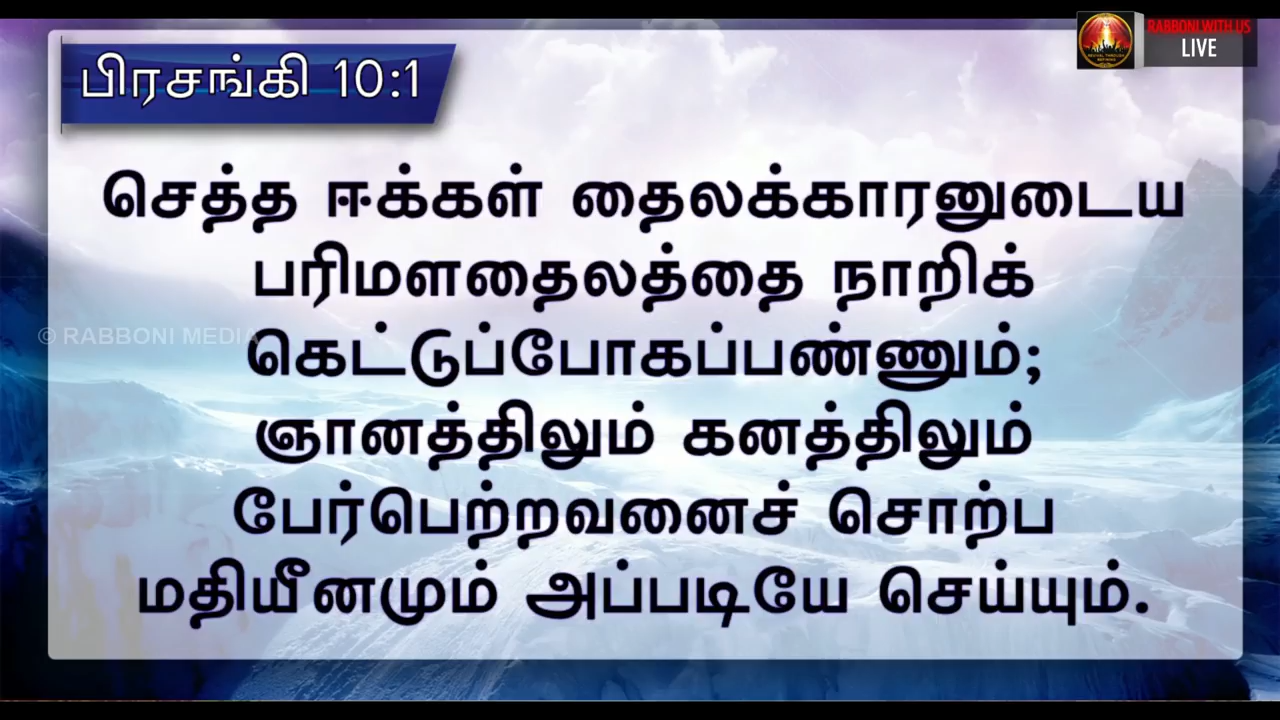 பிரசங்கி 10:1
RABBONI WITH US
LIVE
செத்த ஈக்கள் தைலக்காரனுடைய
பரிமளதைலத்தை நாறிக்
© RABBONI MEDIA
கெட்டுப்போகப்பண்ணும்;
ஞானத்திலும் கனத்திலும்
பேர்பெற்றவனைச் சொற்ப
மதியீனமும் அப்படியே செய்யும்.